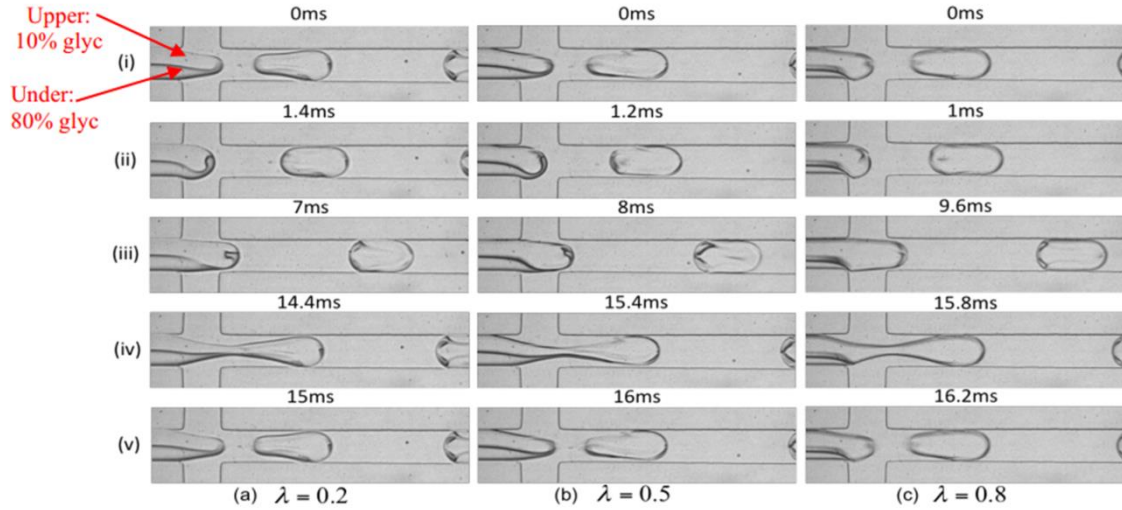 Upper:
10% glyc
Under:
80% glyc
0ms 0ms 0ms
(i)
1.4ms 1.2ms 1ms
(ii)
7ms 8ms 9.6ms
(iii)
14.4ms 15.4ms 15.8ms
(iv)
15ms 16ms 16.2ms
(v)
(a) λ = 0.2 (b) λ = 0.5 (c) λ = 0.8